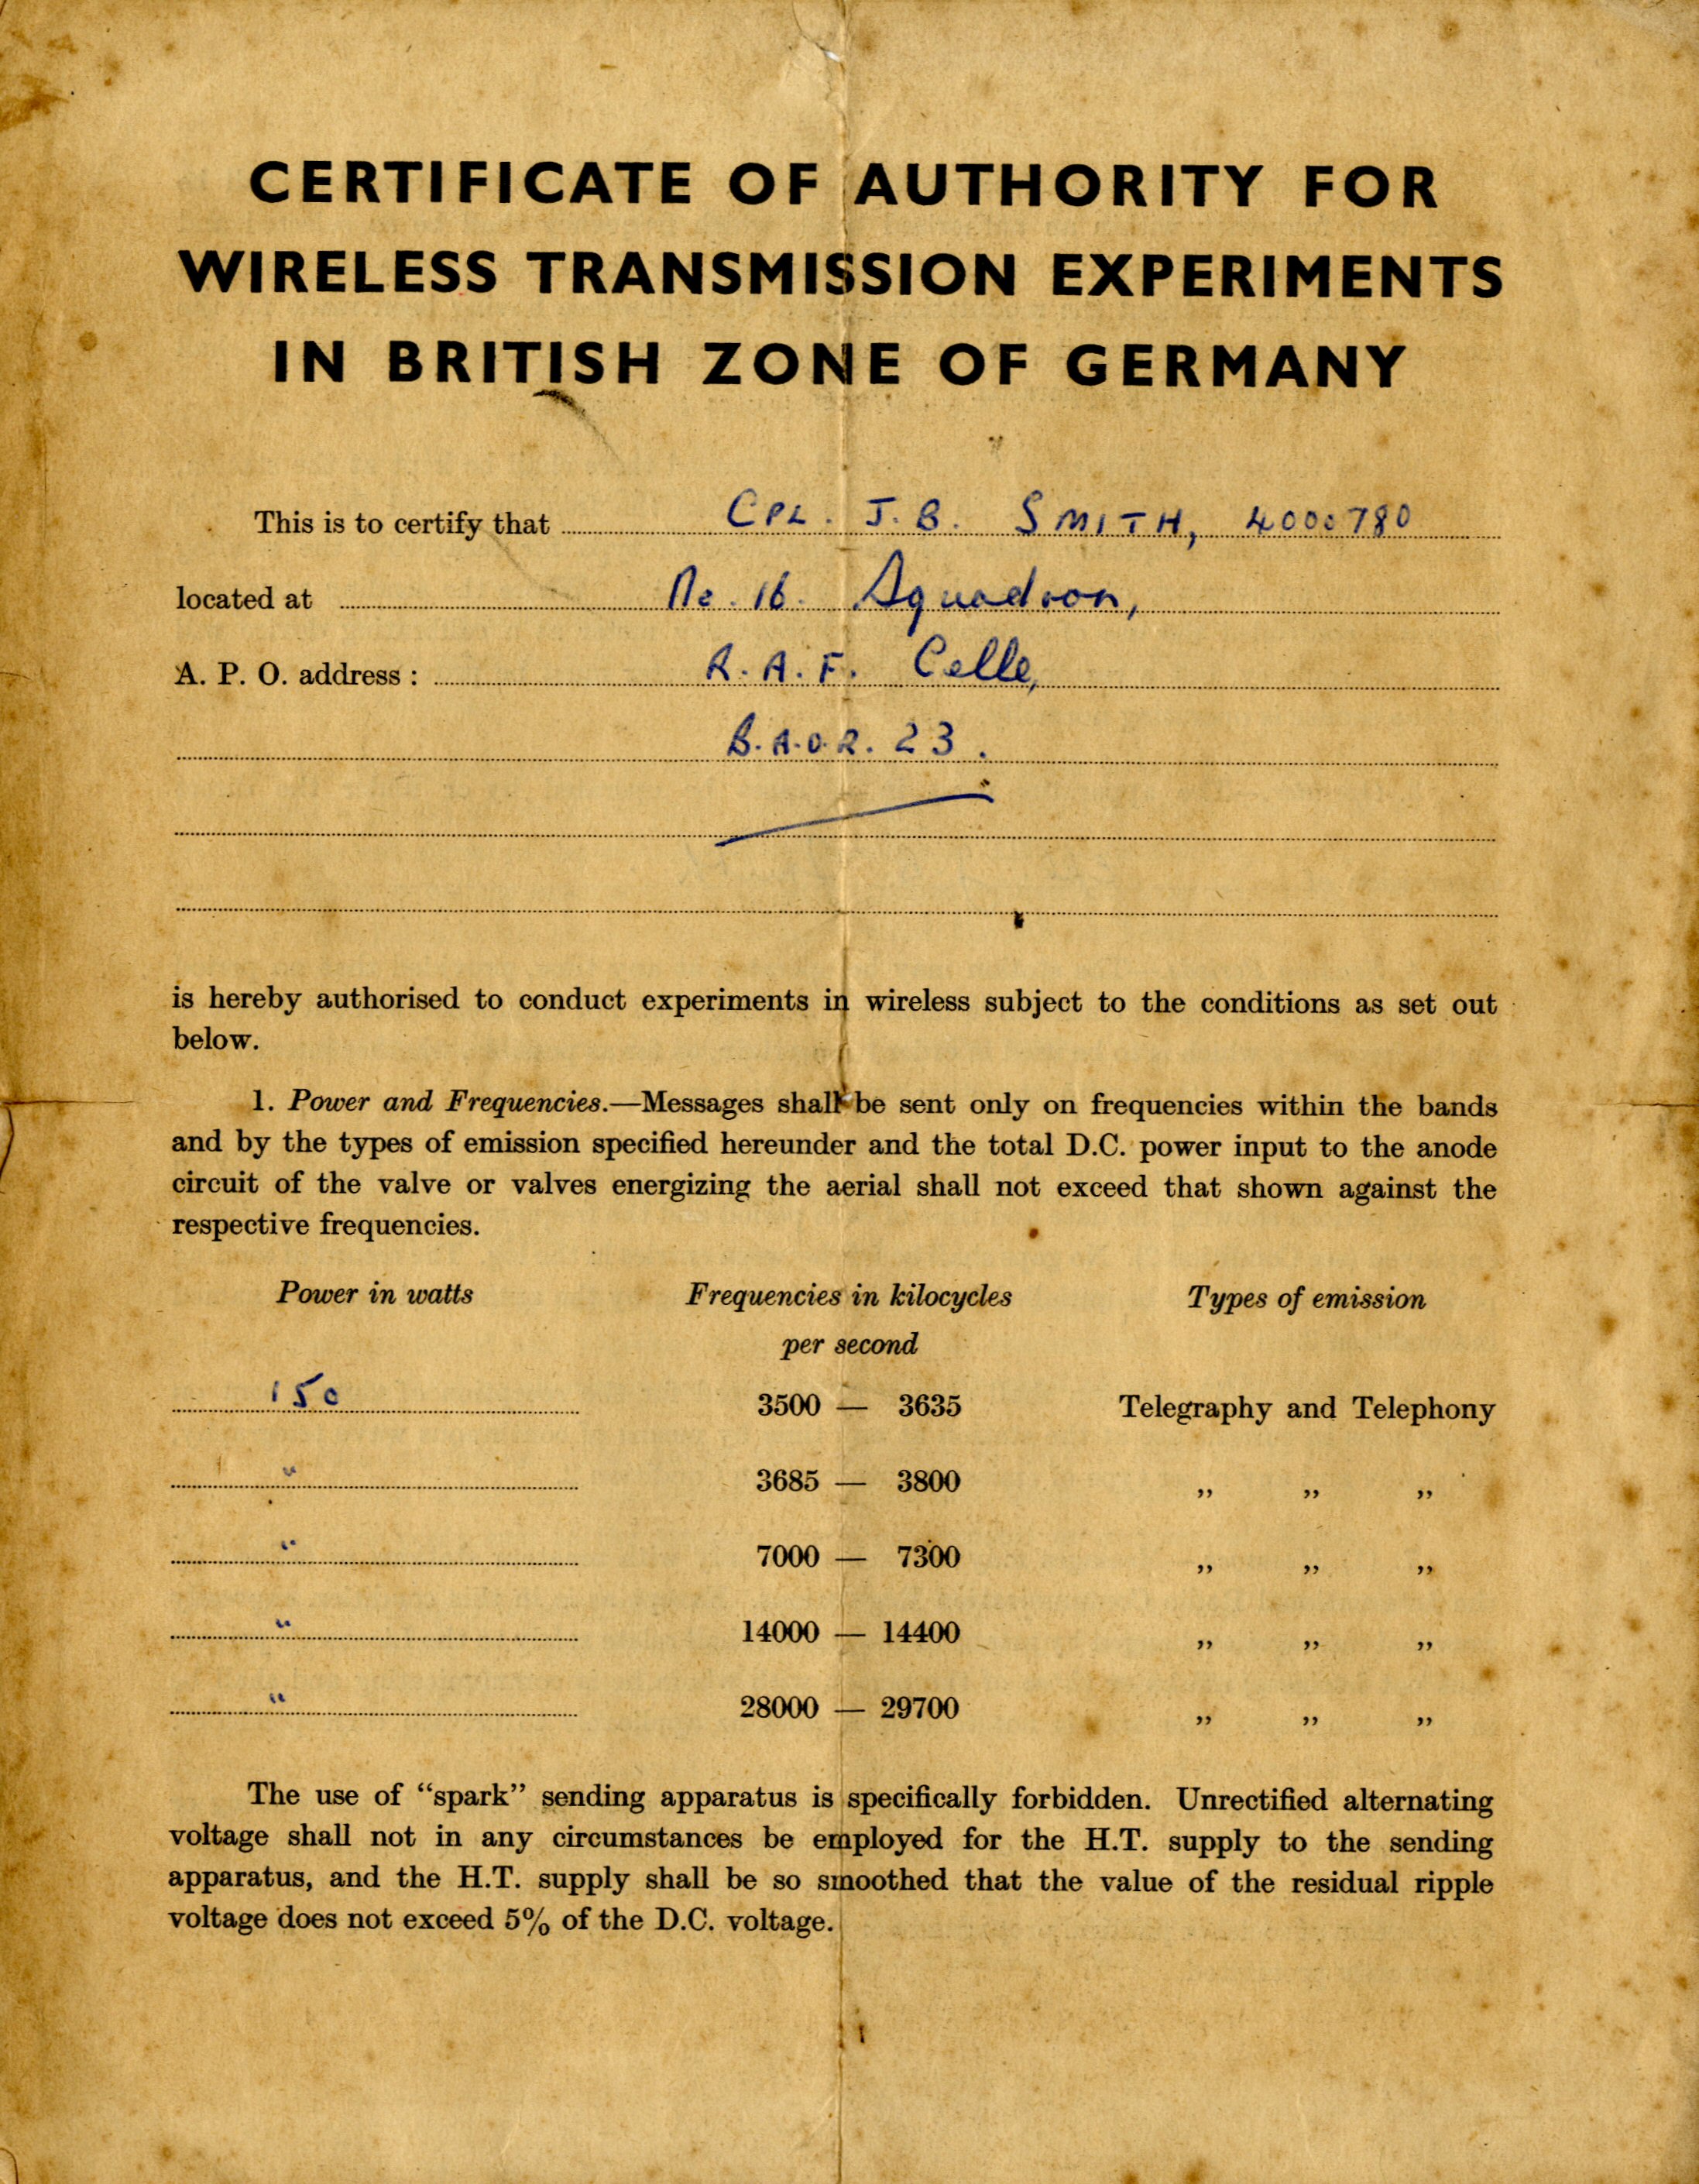 CERTIFICATE OF AUTHORITY FOR
WIRELESS TRANSMISSION EXPERIMENTS
IN BRITISH ZONE OF GERMANY
This is to certify that CPL. J. B. SMITH, 4000780
located at No. 16. Squadron,
A. P. O. address : R. A. F. Celle,
B.A.O.R. 23.
is hereby authorised to conduct experiments in wireless subject to the conditions as set out
below.
1. Power and Frequencies.—Messages shall be sent only on frequencies within the bands
and by the types of emission specified hereunder and the total D.C. power input to the anode
circuit of the valve or valves energizing the aerial shall not exceed that shown against the
respective frequencies.
Power in watts Frequencies in kilocycles Types of emission
per second
150 3500 — 3635 Telegraphy and Telephony
" 3685 — 3800 ,, ,, ,,
" 7000 — 7300 ,, ,, ,,
" 14000 — 14400 ,, ,, ,,
" 28000 — 29700 ,, ,, ,,
The use of “spark” sending apparatus is specifically forbidden. Unrectified alternating
voltage shall not in any circumstances be employed for the H.T. supply to the sending
apparatus, and the H.T. supply shall be so smoothed that the value of the residual ripple
voltage does not exceed 5% of the D.C. voltage.